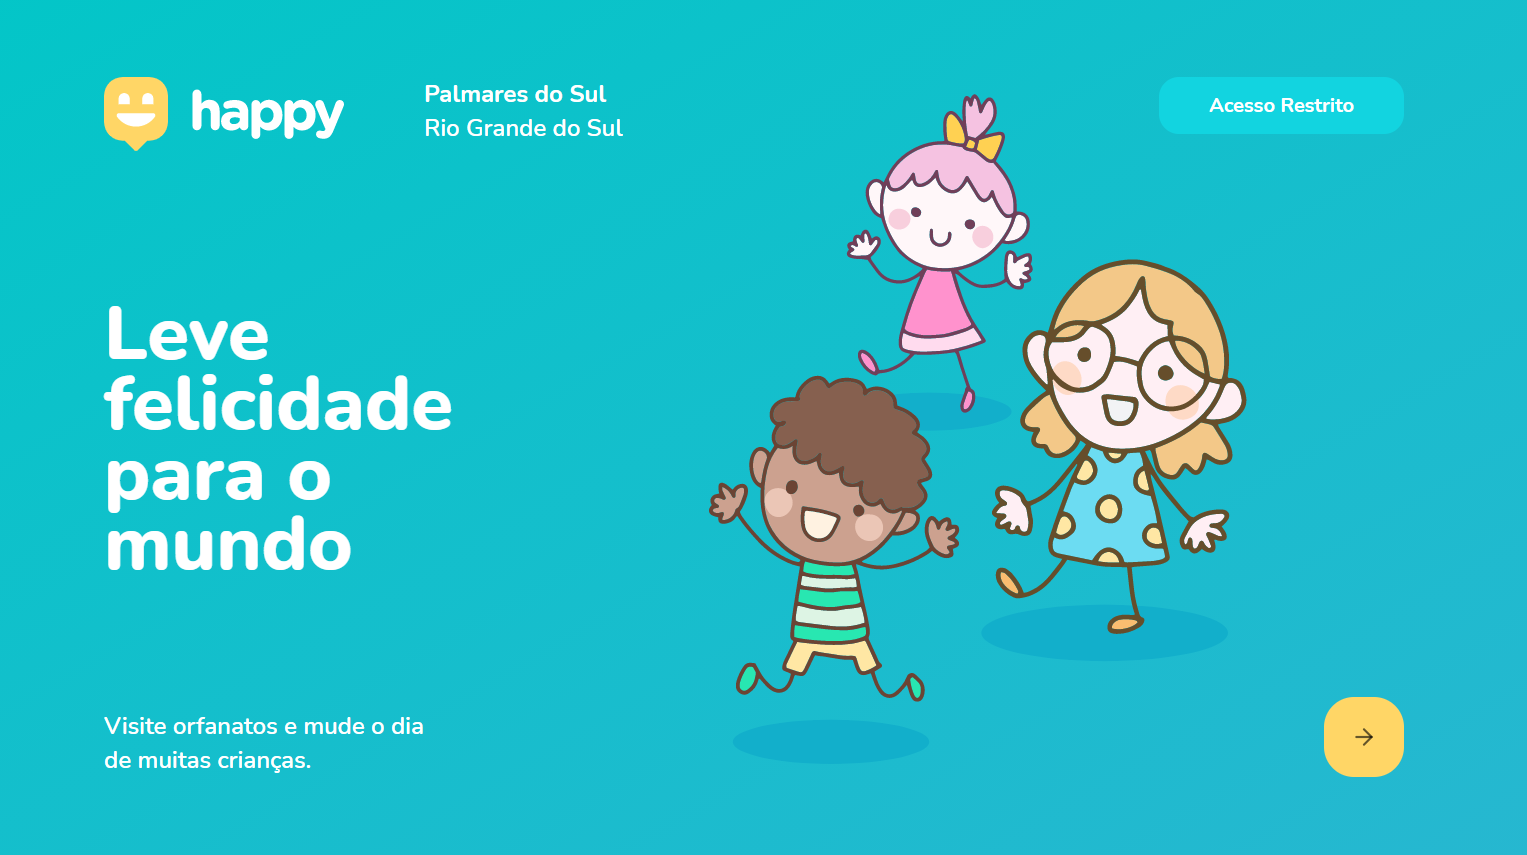 happy
Palmares do Sul
Rio Grande do Sul
Acesso Restrito
Leve
felicidade
para o
mundo
Visite orfanatos e mude o dia
de muitas crianças.